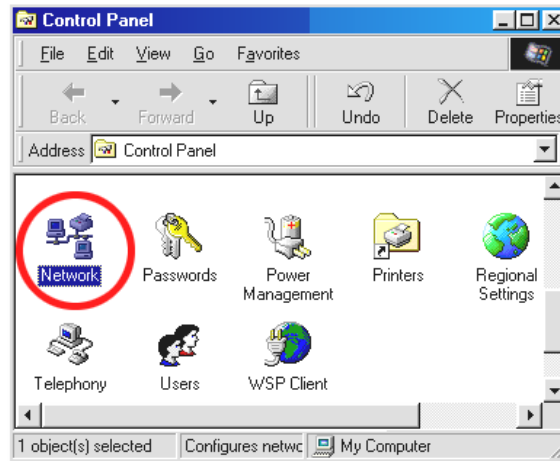 Control Panel
File Edit View Go Favorites
Back Forward Up Undo Delete Properties
Address Control Panel
Network Passwords Power Management Printers Regional Settings
Telephony Users WSP Client
1 object(s) selected Configures netwc My Computer